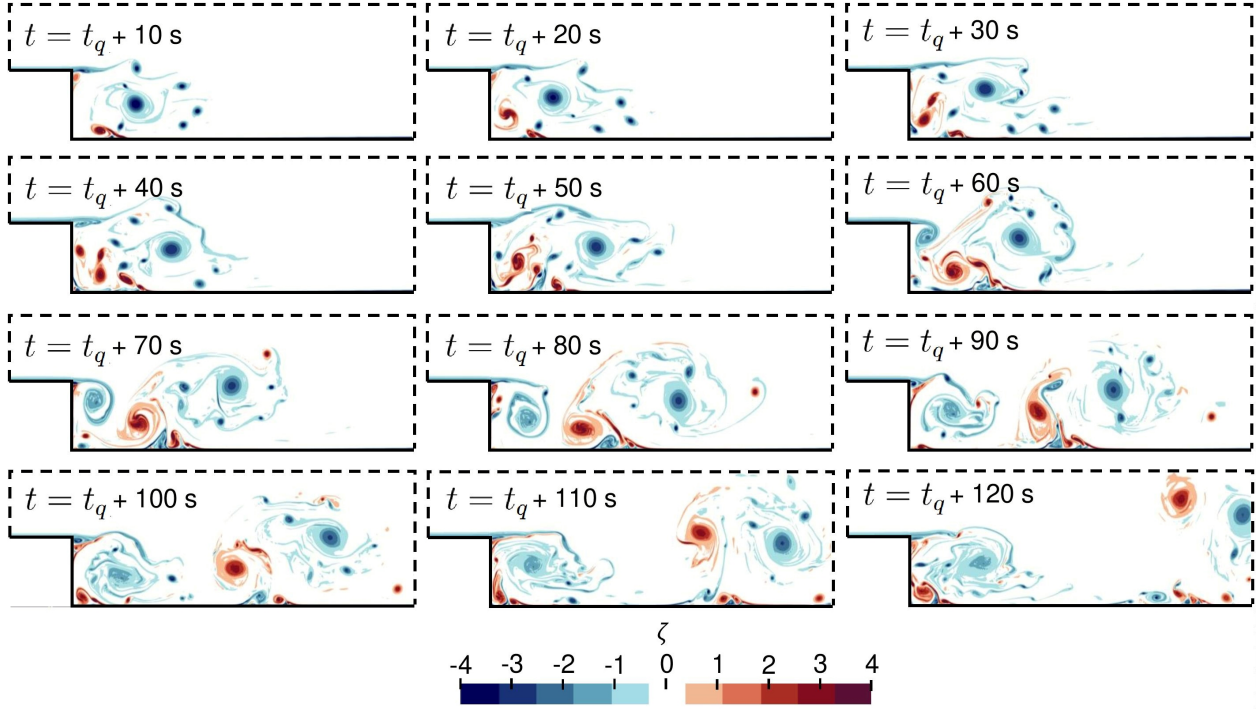 t = t_q + 10 s
t = t_q + 20 s
t = t_q + 30 s
t = t_q + 40 s
t = t_q + 50 s
t = t_q + 60 s
t = t_q + 70 s
t = t_q + 80 s
t = t_q + 90 s
t = t_q + 100 s
t = t_q + 110 s
t = t_q + 120 s
ζ
-4 -3 -2 -1 0 1 2 3 4